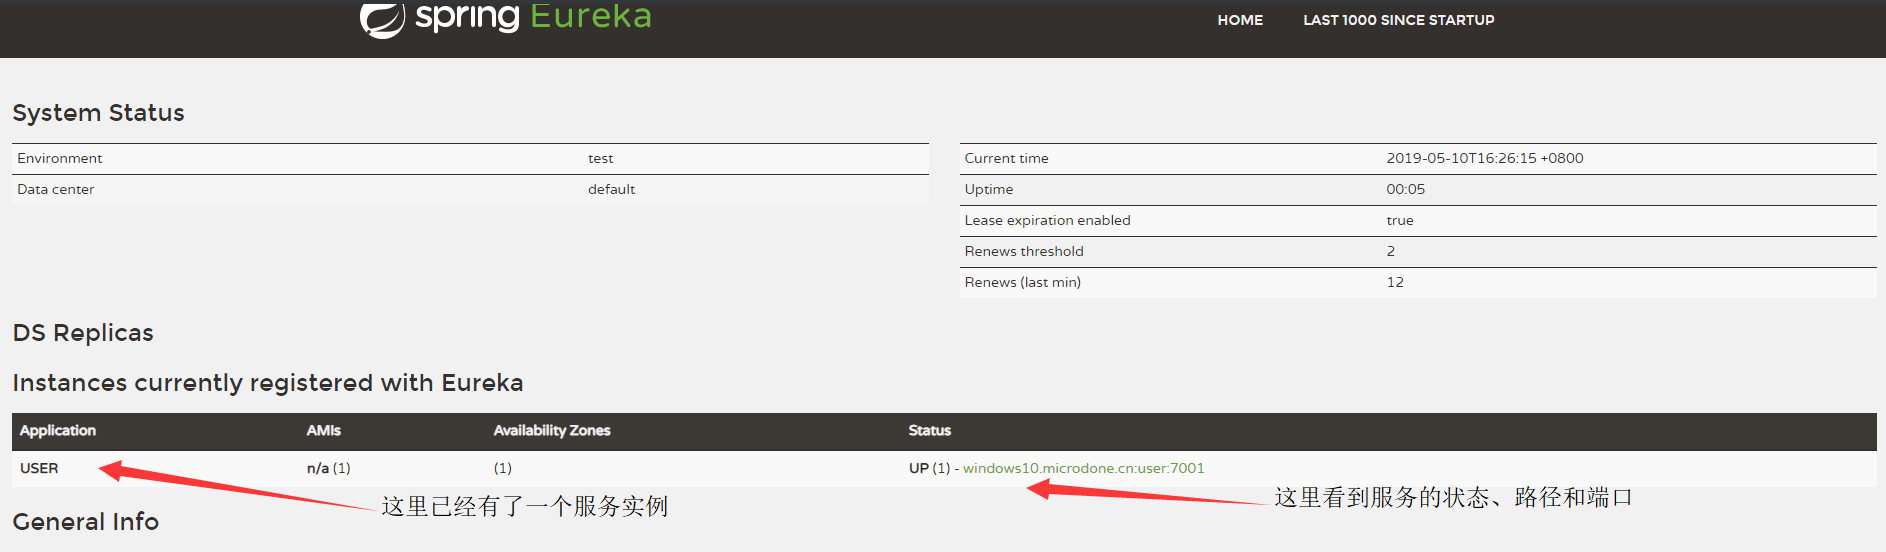 spring Eureka
HOME LAST 1000 SINCE STARTUP
System Status
Environment test
Data center default
Current time 2019-05-10T16:26:15 +0800
Uptime 00:05
Lease expiration enabled true
Renews threshold 2
Renews (last min) 12
DS Replicas
Instances currently registered with Eureka
Application AMIs Availability Zones Status
USER n/a (1) (1) UP (1) - windows10.microdone.cn:user:7001
这里已经有了一个服务实例
这里看到服务的状态、路径和端口
General Info